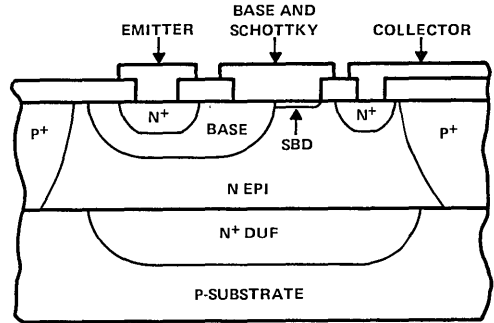 EMITTER
BASE AND
SCHOTTKY
COLLECTOR
P+
N+
BASE
SBD
N+
P+
N EPI
N+ DUF
P-SUBSTRATE